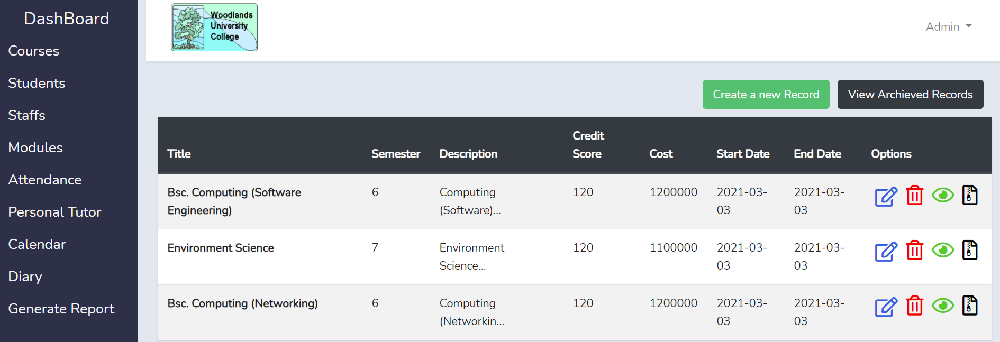 DashBoard
Courses
Students
Staffs
Modules
Attendance
Personal Tutor
Calendar
Diary
Generate Report
Woodlands
University
College
Admin
Create a new Record
View Archieved Records
Title
Semester
Description
Credit
Score
Cost
Start Date
End Date
Options
Bsc. Computing (Software
Engineering)
6
Computing
(Software)...
120
1200000
2021-03-
03
2021-03-
03
Environment Science
7
Environment
Science...
120
1100000
2021-03-
03
2021-03-
03
Bsc. Computing (Networking)
6
Computing
(Networkin...
120
1200000
2021-03-
03
2021-03-
03